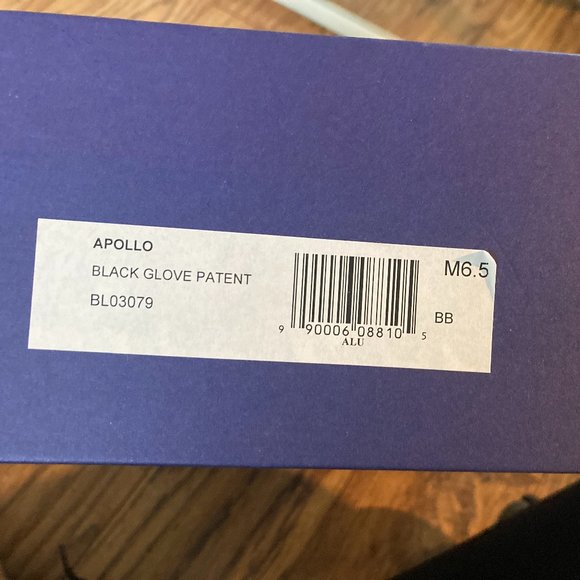 APOLLO
BLACK GLOVE PATENT
BL03079
M6.5
BB
9 90006 08810 5
ALU